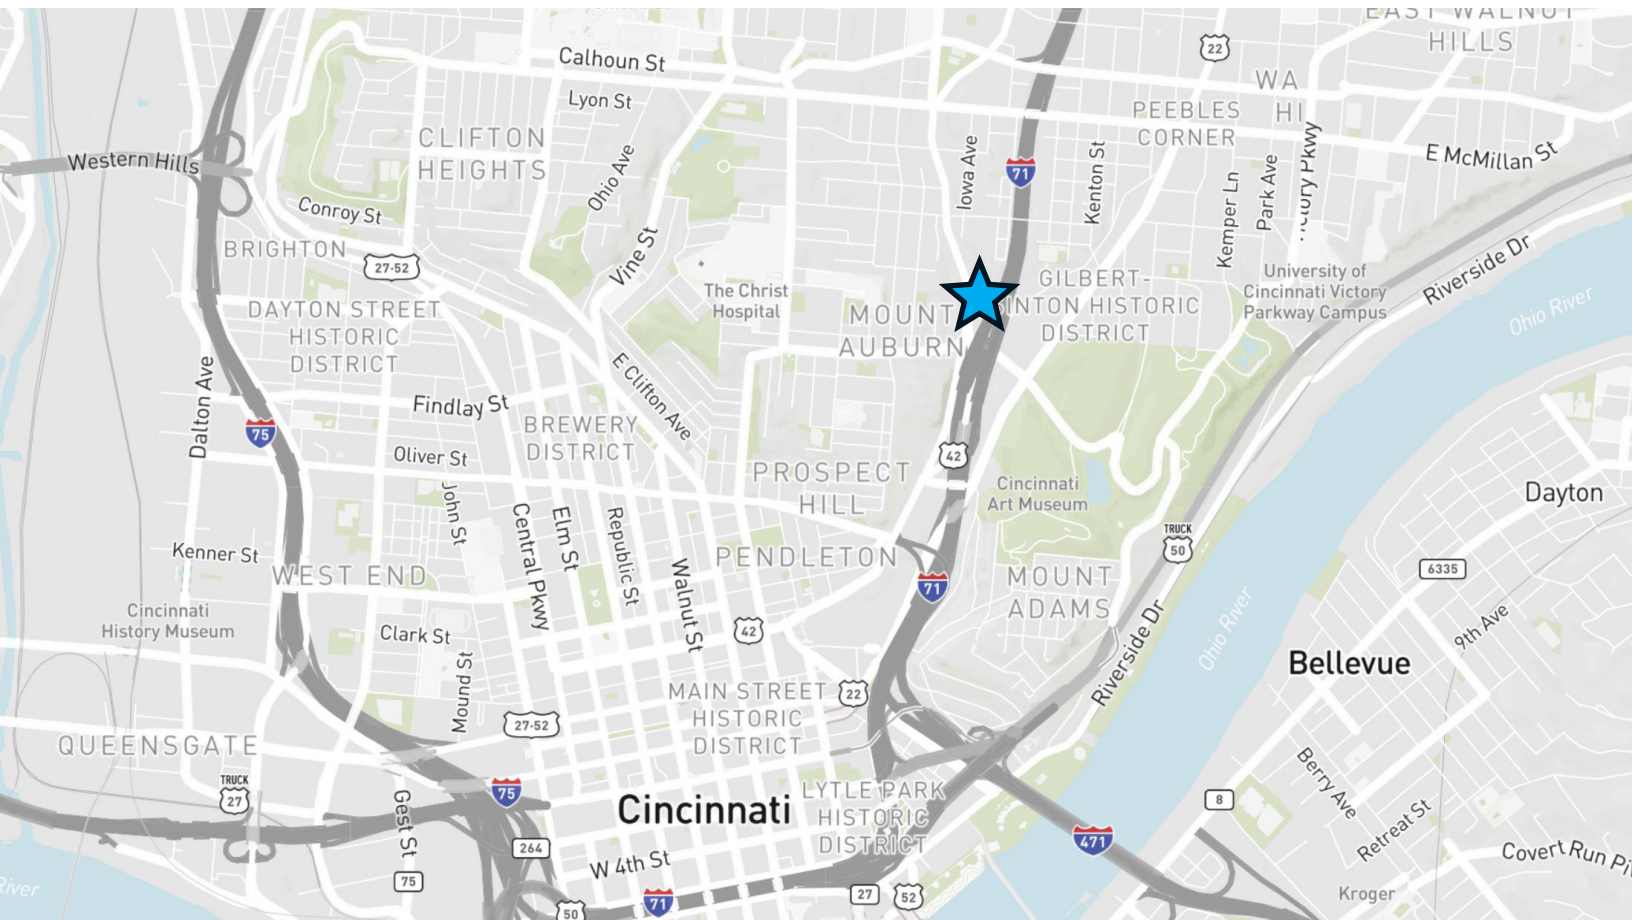 EAST WALNUT
HILLS
22
Calhoun St
WA
HI
Lyon St
PEEBLES
CORNER
CLIFTON
HEIGHTS
E McMillan St
Western Hills
Iowa Ave
71
Kenton St
Kemper Ln
Park Ave
Ohio Ave
Conroy St
BRIGHTON
27-52
Vine St
Riverside Dr
University of
Cincinnati Victory
Parkway Campus
The Christ
Hospital
GILBERT-
INTON HISTORIC
DISTRICT
MOUNT
AUBURN
Ohio River
DAYTON STREET
HISTORIC
DISTRICT
Dalton Ave
E Clifton Ave
Findlay St
BREWERY
DISTRICT
75
Oliver St
42
PROSPECT
HILL
Cincinnati
Art Museum
Dayton
John St
Central Pkwy
Elm St
Republic St
Walnut St
TRUCK
50
Kenner St
PENDLETON
6335
WEST END
71
MOUNT
ADAMS
Cincinnati
History Museum
Clark St
42
Riverside Dr
Ohio River
9th Ave
Bellevue
Mound St
MAIN STREET
HISTORIC
DISTRICT
22
27-52
QUEENSGATE
TRUCK
27
75
Cincinnati
LYTLE PARK
HISTORIC
DISTRICT
Berry Ave
8
Retreat St
Gest St
264
471
W 4th St
Covert Run Pi
75
River
71
50
27
52
Kroger